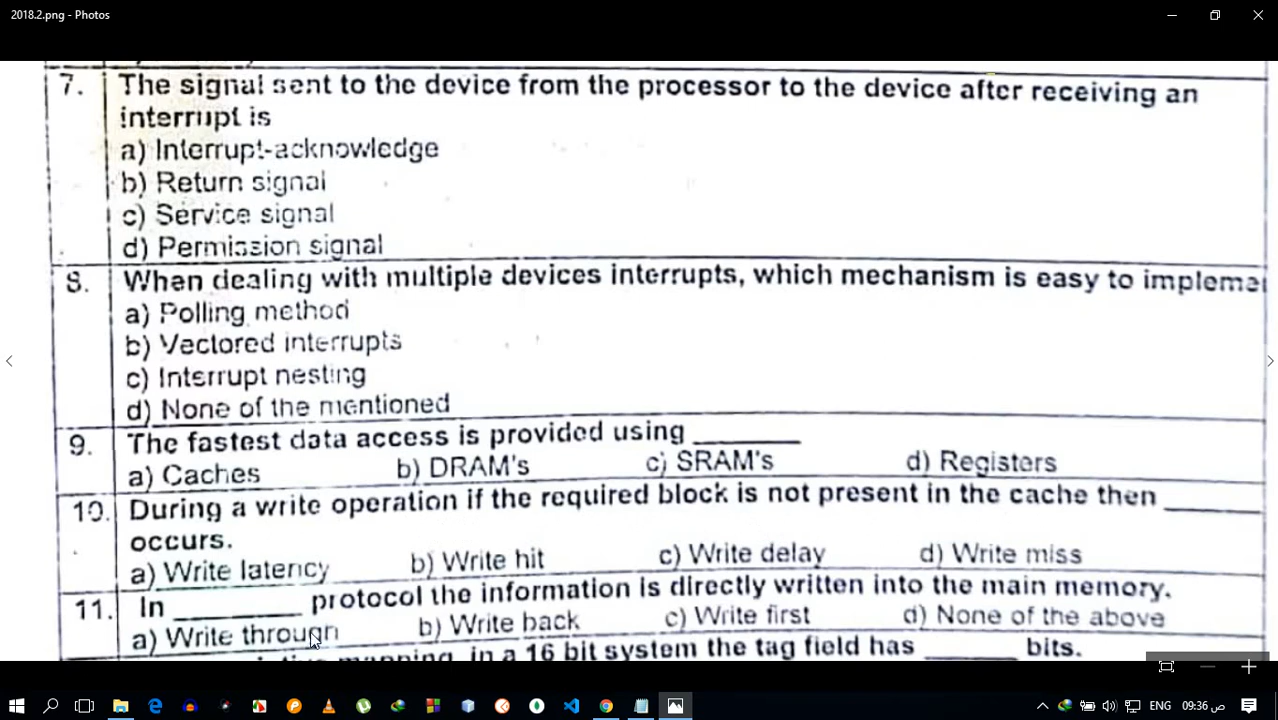 2018.2.png - Photos
7. The signal sent to the device from the processor to the device after receiving an
interrupt is
a) Interrupt-acknowledge
b) Return signal
c) Service signal
d) Permission signal
8. When dealing with multiple devices interrupts, which mechanism is easy to impleme
a) Polling method
b) Vectored interrupts
c) Interrupt nesting
d) None of the mentioned
9. The fastest data access is provided using ________
a) Caches b) DRAM's c) SRAM's d) Registers
10. During a write operation if the required block is not present in the cache then ________
occurs.
a) Write latency b) Write hit c) Write delay d) Write miss
11. In ________ protocol the information is directly written into the main memory.
a) Write through b) Write back c) Write first d) None of the above
mapping, in a 16 bit system the tag field has ________ bits.
ENG 09:36 ص